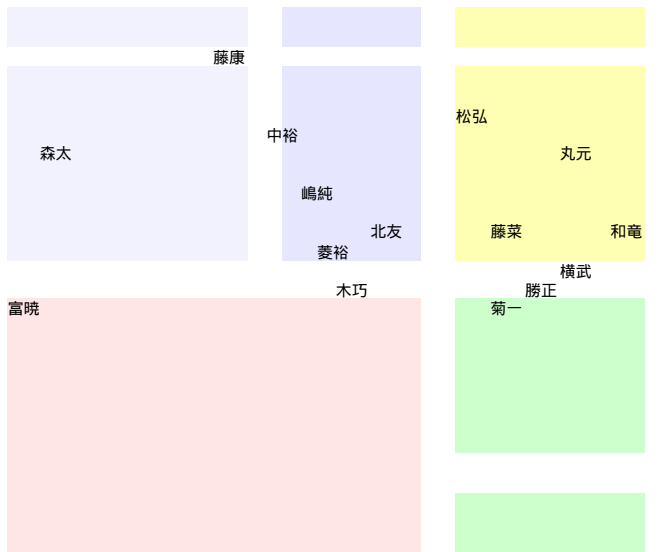 藤康
松弘
中裕
森太
丸元
嶋純
北友
藤菜
和竜
菱裕
横武
木巧
勝正
富暁
菊一